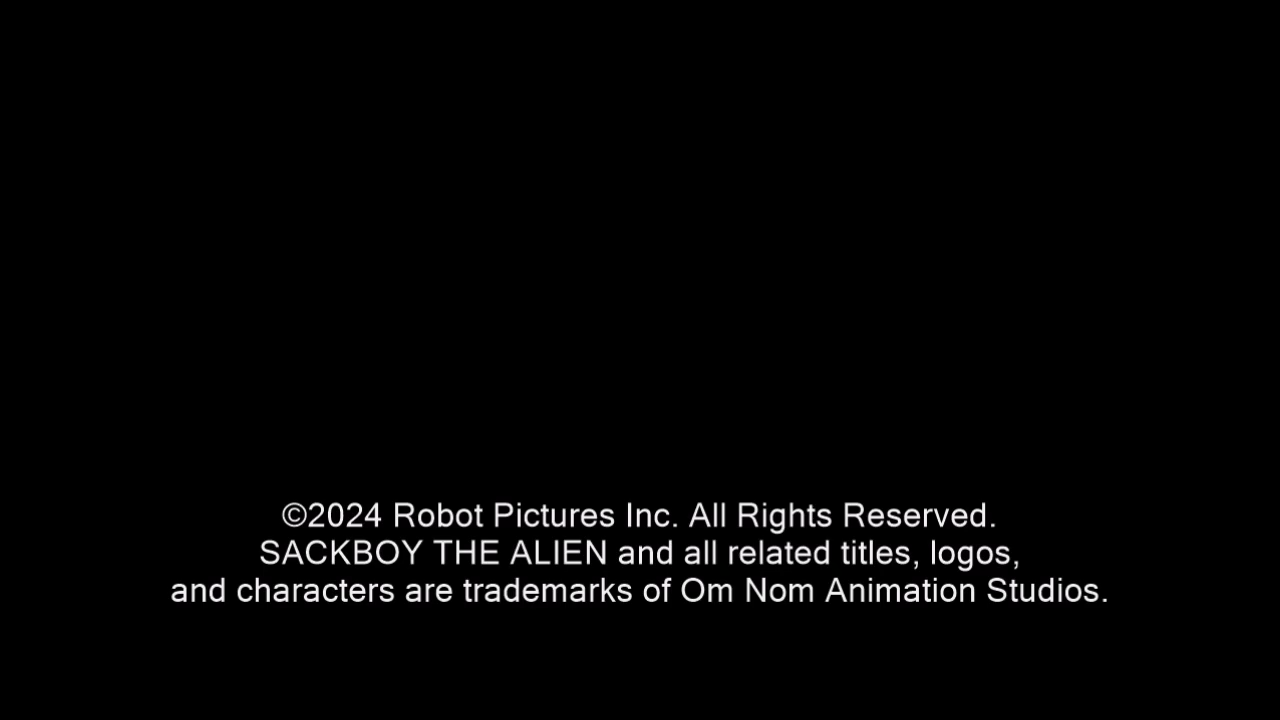 ©2024 Robot Pictures Inc. All Rights Reserved.
SACKBOY THE ALIEN and all related titles, logos,
and characters are trademarks of Om Nom Animation Studios.